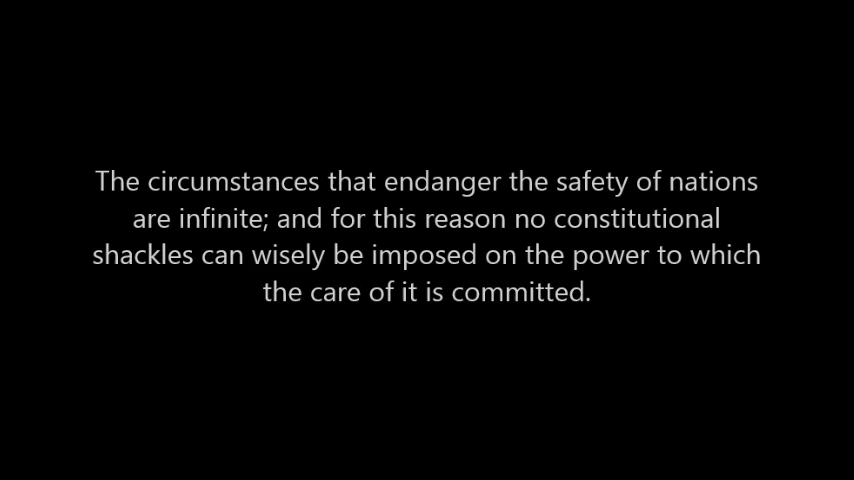 The circumstances that endanger the safety of nations
are infinite; and for this reason no constitutional
shackles can wisely be imposed on the power to which
the care of it is committed.